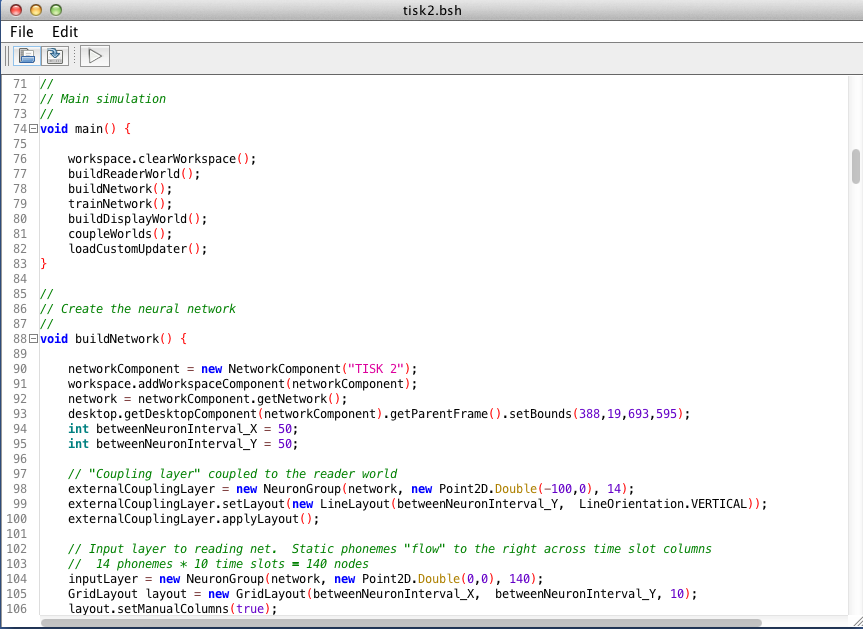 tisk2.bsh
File Edit
71 //
72 // Main simulation
73 //
74 void main() {
75
76 workspace.clearWorkspace();
77 buildReaderWorld();
78 buildNetwork();
79 trainNetwork();
80 buildDisplayWorld();
81 coupleWorlds();
82 loadCustomUpdater();
83 }
84
85 //
86 // Create the neural network
87 //
88 void buildNetwork() {
89
90 networkComponent = new NetworkComponent("TISK 2");
91 workspace.addWorkspaceComponent(networkComponent);
92 network = networkComponent.getNetwork();
93 desktop.getDesktopComponent(networkComponent).getParentFrame().setBounds(388,19,693,595);
94 int betweenNeuronInterval_X = 50;
95 int betweenNeuronInterval_Y = 50;
96
97 // "Coupling layer" coupled to the reader world
98 externalCouplingLayer = new NeuronGroup(network, new Point2D.Double(-100,0), 14);
99 externalCouplingLayer.setLayout(new LineLayout(betweenNeuronInterval_Y, LineOrientation.VERTICAL));
100 externalCouplingLayer.applyLayout();
101
102 // Input layer to reading net. Static phonemes "flow" to the right across time slot columns
103 // 14 phonemes * 10 time slots = 140 nodes
104 inputLayer = new NeuronGroup(network, new Point2D.Double(0,0), 140);
105 GridLayout layout = new GridLayout(betweenNeuronInterval_X, betweenNeuronInterval_Y, 10);
106 layout.setManualColumns(true);